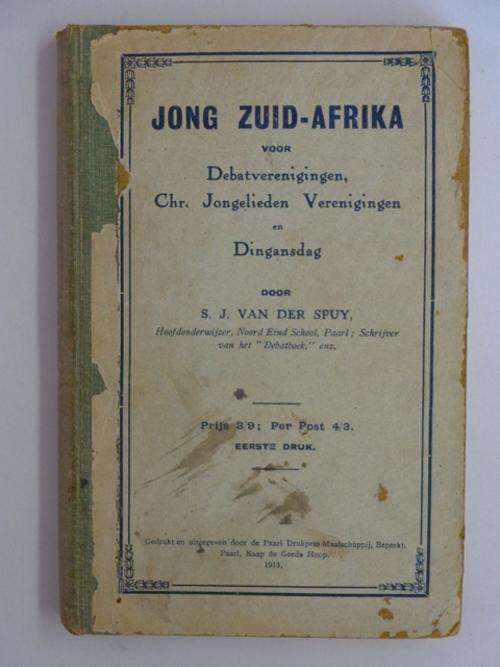 JONG ZUID-AFRIKA
VOOR
Debatverenigingen,
Chr. Jongelieden Verenigingen
en
Dingansdag
DOOR
S. J. VAN DER SPUY,
Hoofdonderwijzer, Noord Eind School, Paarl; Schrijver
van het "Debatboek," enz.
Prijs 3/9; Per Post 4/3.
EERSTE DRUK.
Gedrukt en uitgegeven door de Paarl Drukpers Maatschappij, Beperkt.
Paarl, Kaap de Goede Hoop.
1913.